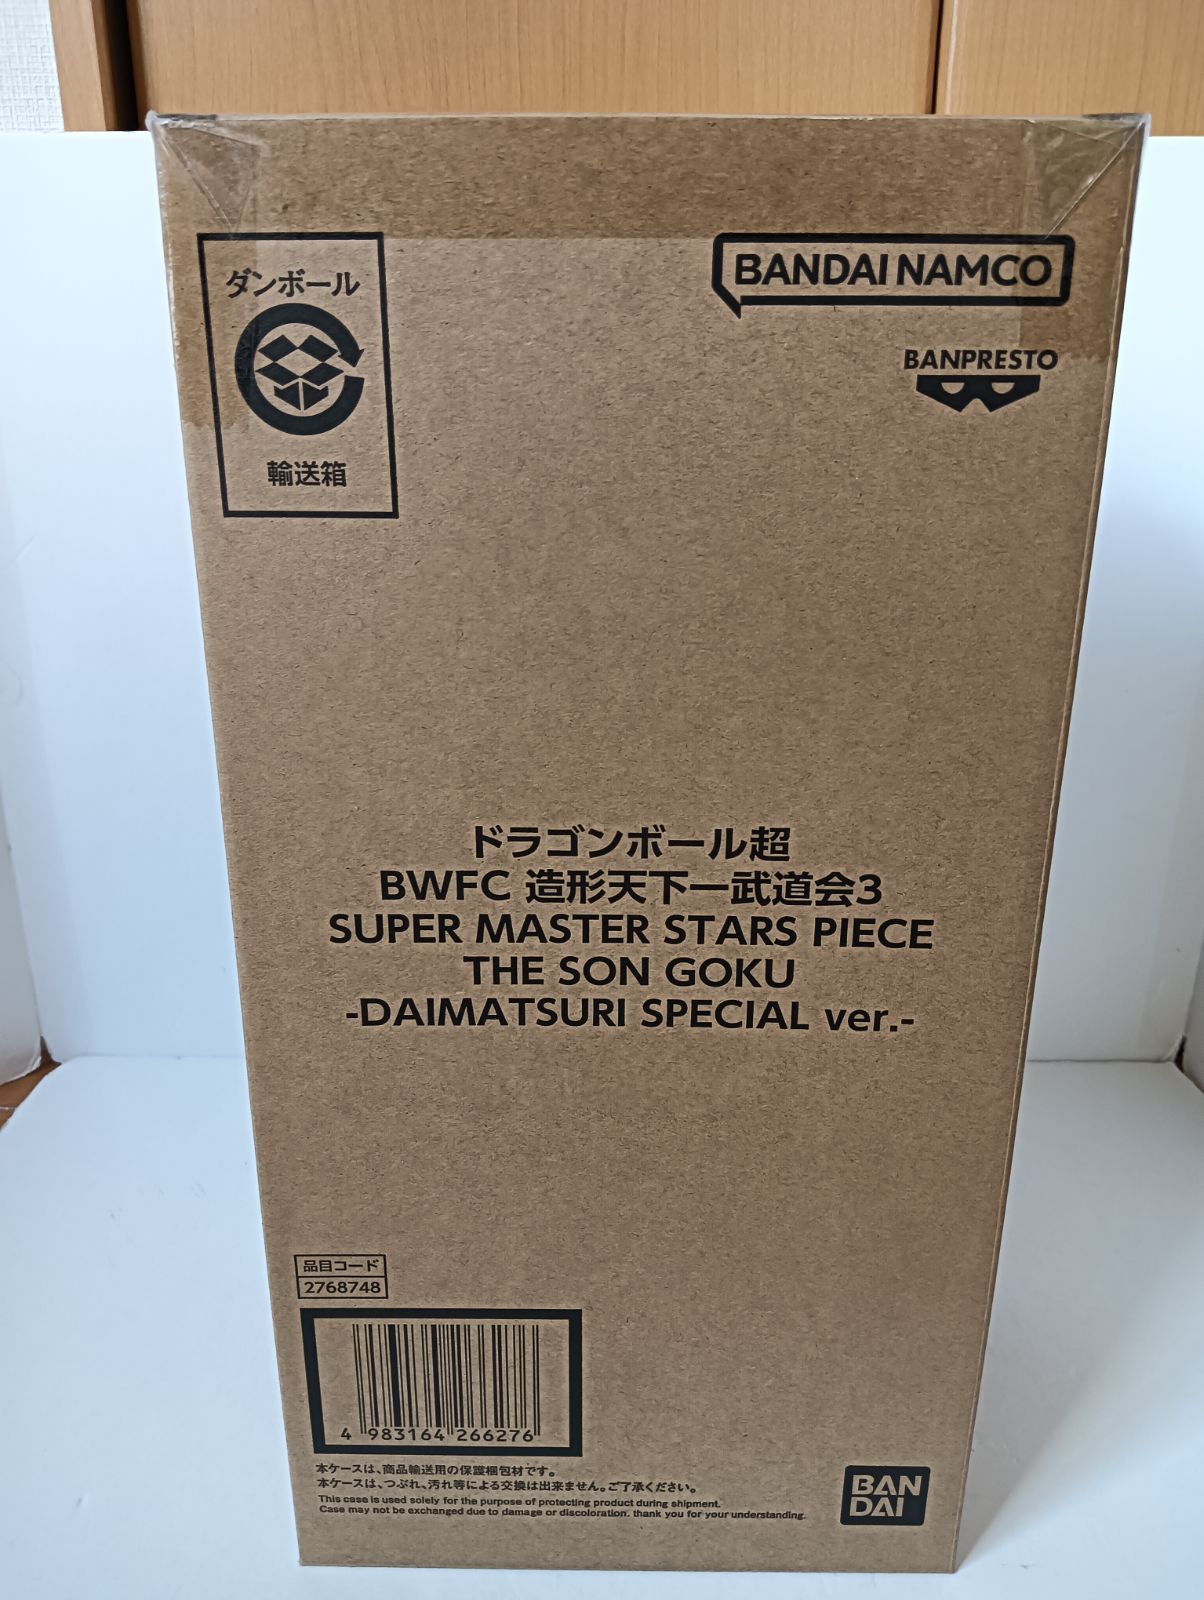 ダンボール
輸送箱
BANDAI NAMCO
BANPRESTO
ドラゴンボール超
BWFC 造形天下一武道会3
SUPER MASTER STARS PIECE
THE SON GOKU
-DAIMATSURI SPECIAL ver.-
品目コード
2768748
4 983164 266276
本ケースは、商品輸送用の保護梱包材です。
本ケースは、つぶれ、汚れ等による交換は出来ません。ご了承ください。
This case is used solely for the purpose of protecting product during shipment.
Case may not be exchanged due to damage or discoloration. thank you for your understanding.
BAN
DAI